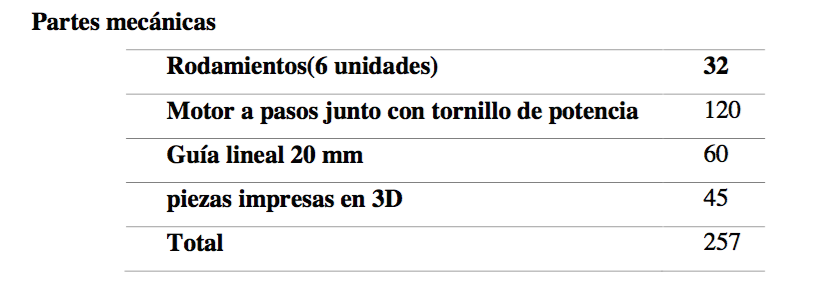 Partes mecánicas
Rodamientos(6 unidades) 32
Motor a pasos junto con tornillo de potencia 120
Guía lineal 20 mm 60
piezas impresas en 3D 45
Total 257